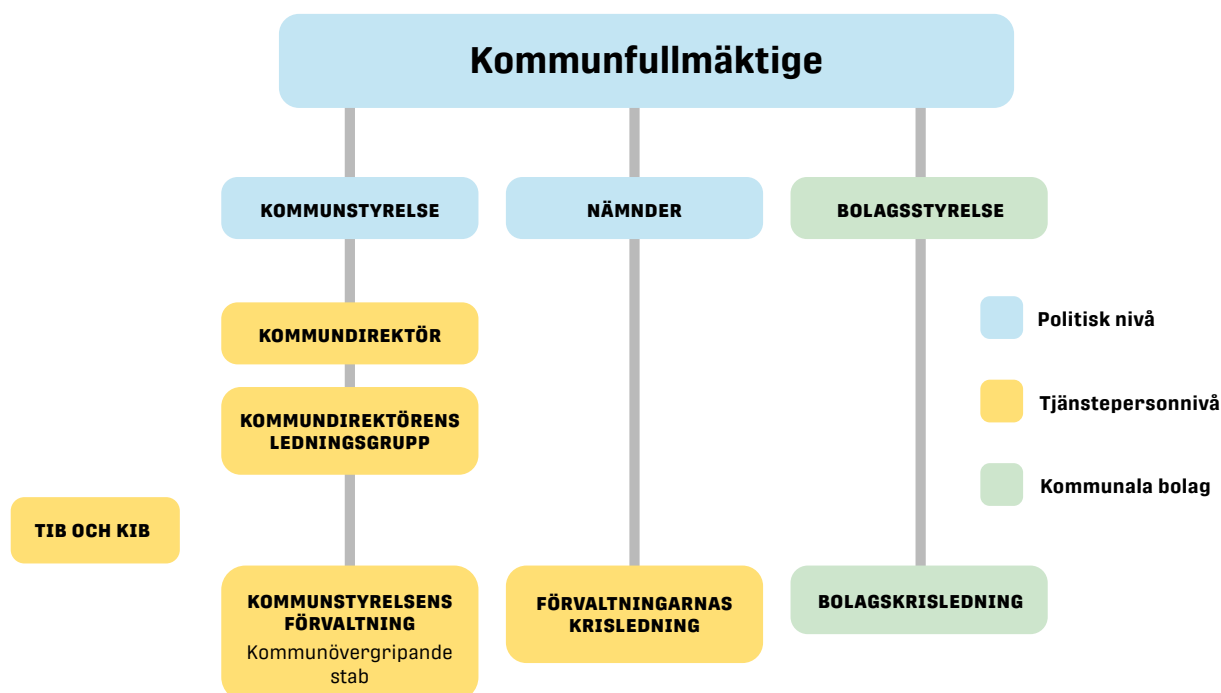 Kommunfullmäktige
KOMMUNSTYRELSE
NÄMNDER
BOLAGSSTYRELSE
KOMMUNDIREKTÖR
KOMMUNDIREKTÖRENS
LEDNINGSGRUPP
TIB OCH KIB
KOMMUNSTYRELSENS
FÖRVALTNING
Kommunövergripande
stab
FÖRVALTNINGARNAS
KRISLEDNING
BOLAGSKRISLEDNING
Politisk nivå
Tjänstepersonnivå
Kommunala bolag